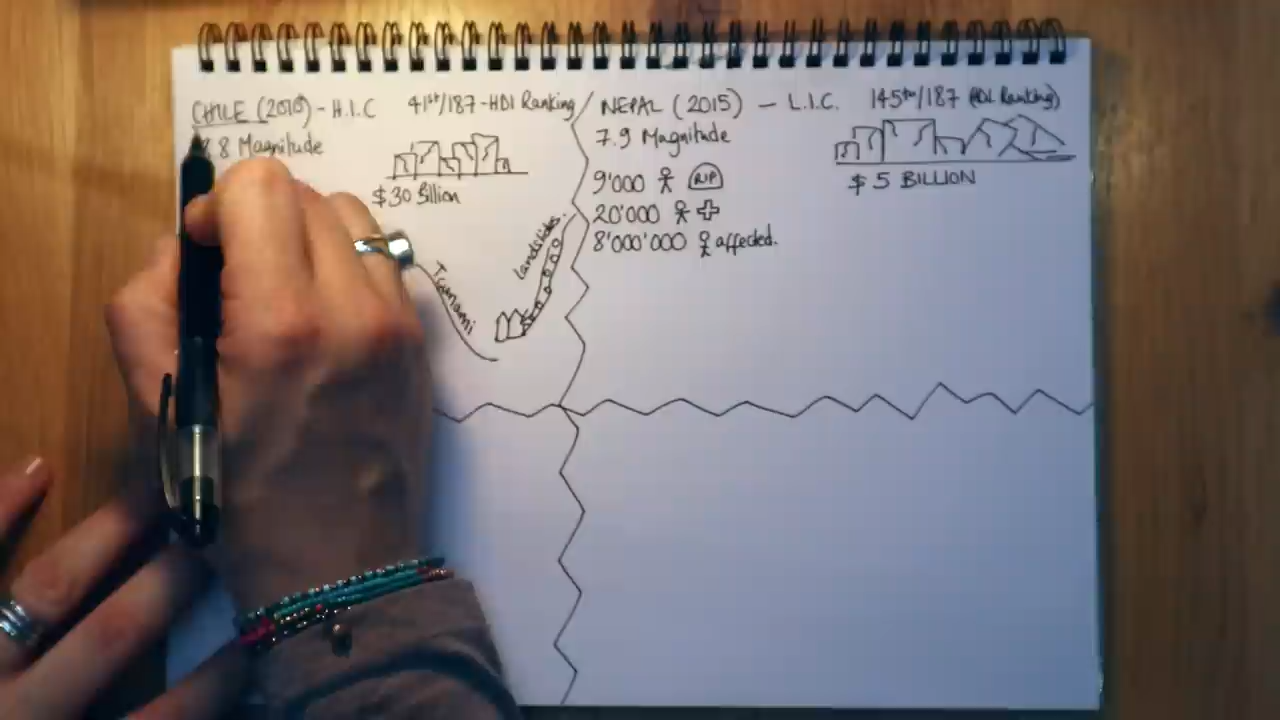 CHILE (2010) - H.I.C 41st/187 - HDI Ranking
8.8 Magnitude
$30 Billion
Tsunami
landslides.
NEPAL (2015) - L.I.C. 145th/187 HDI Ranking)
7.9 Magnitude
9'000 RIP
20'000
8'000'000 affected.
$5 BILLION